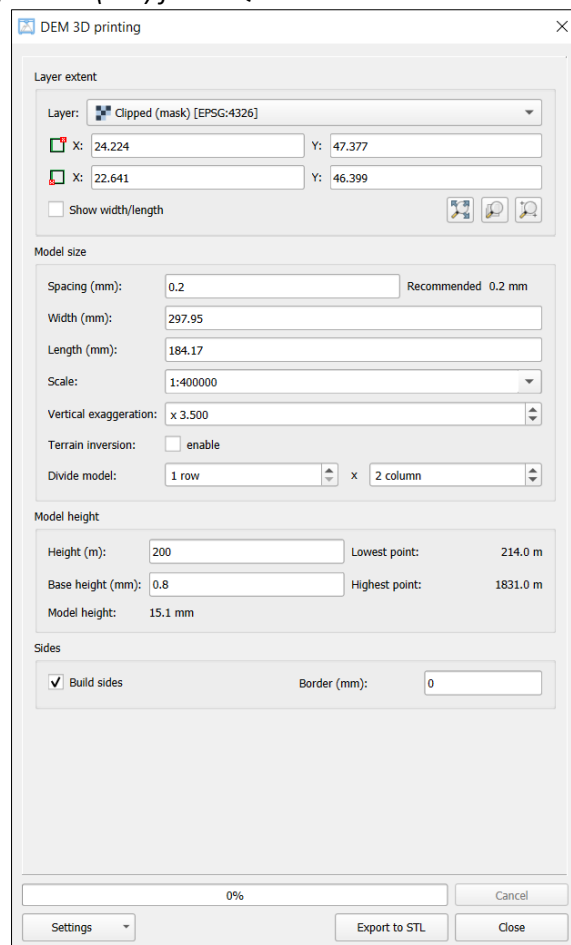 DEM 3D printing
Layer extent
Layer: Clipped (mask) [EPSG:4326]
X: 24.224 Y: 47.377
X: 22.641 Y: 46.399
Show width/length
Model size
Spacing (mm): 0.2 Recommended 0.2 mm
Width (mm): 297.95
Length (mm): 184.17
Scale: 1:400000
Vertical exaggeration: x 3.500
Terrain inversion: enable
Divide model: 1 row x 2 column
Model height
Height (m): 200 Lowest point: 214.0 m
Base height (mm): 0.8 Highest point: 1831.0 m
Model height: 15.1 mm
Sides
Build sides Border (mm): 0
0% Cancel
Settings Export to STL Close